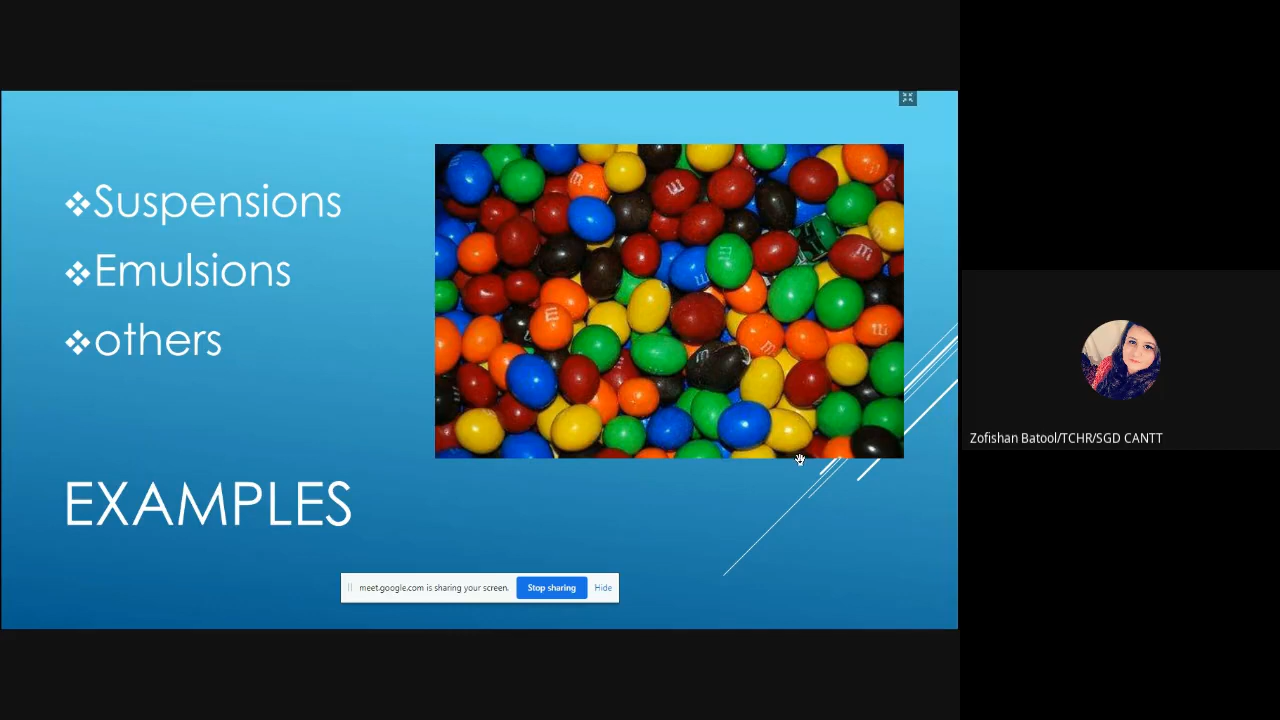 Suspensions
Emulsions
others
EXAMPLES
meet.google.com is sharing your screen.
Stop sharing
Hide
Zofishan Batool/TCHR/SGD CANTT
m
m
m
m
m
m
m